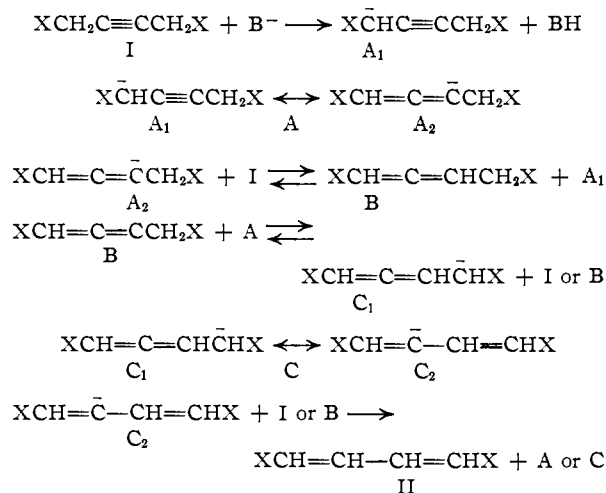 XCH₂C≡CCH₂X + B⁻ ⟶ XC̄HC≡CCH₂X + BH
I A₁
XC̄HC≡CCH₂X ⟷ XCH=C=C̄CH₂X
A₁ A A₂
XCH=C=C̄CH₂X + I ⇌ XCH=C=CHCH₂X + A₁
A₂ B
XCH=C=CCH₂X + A ⇌
B
XCH=C=CHC̄HX + I or B
C₁
XCH=C=CHC̄HX ⟷ XCH=C̄—CH=CHX
C₁ C C₂
XCH=C̄—CH=CHX + I or B ⟶
C₂
XCH=CH—CH=CHX + A or C
II